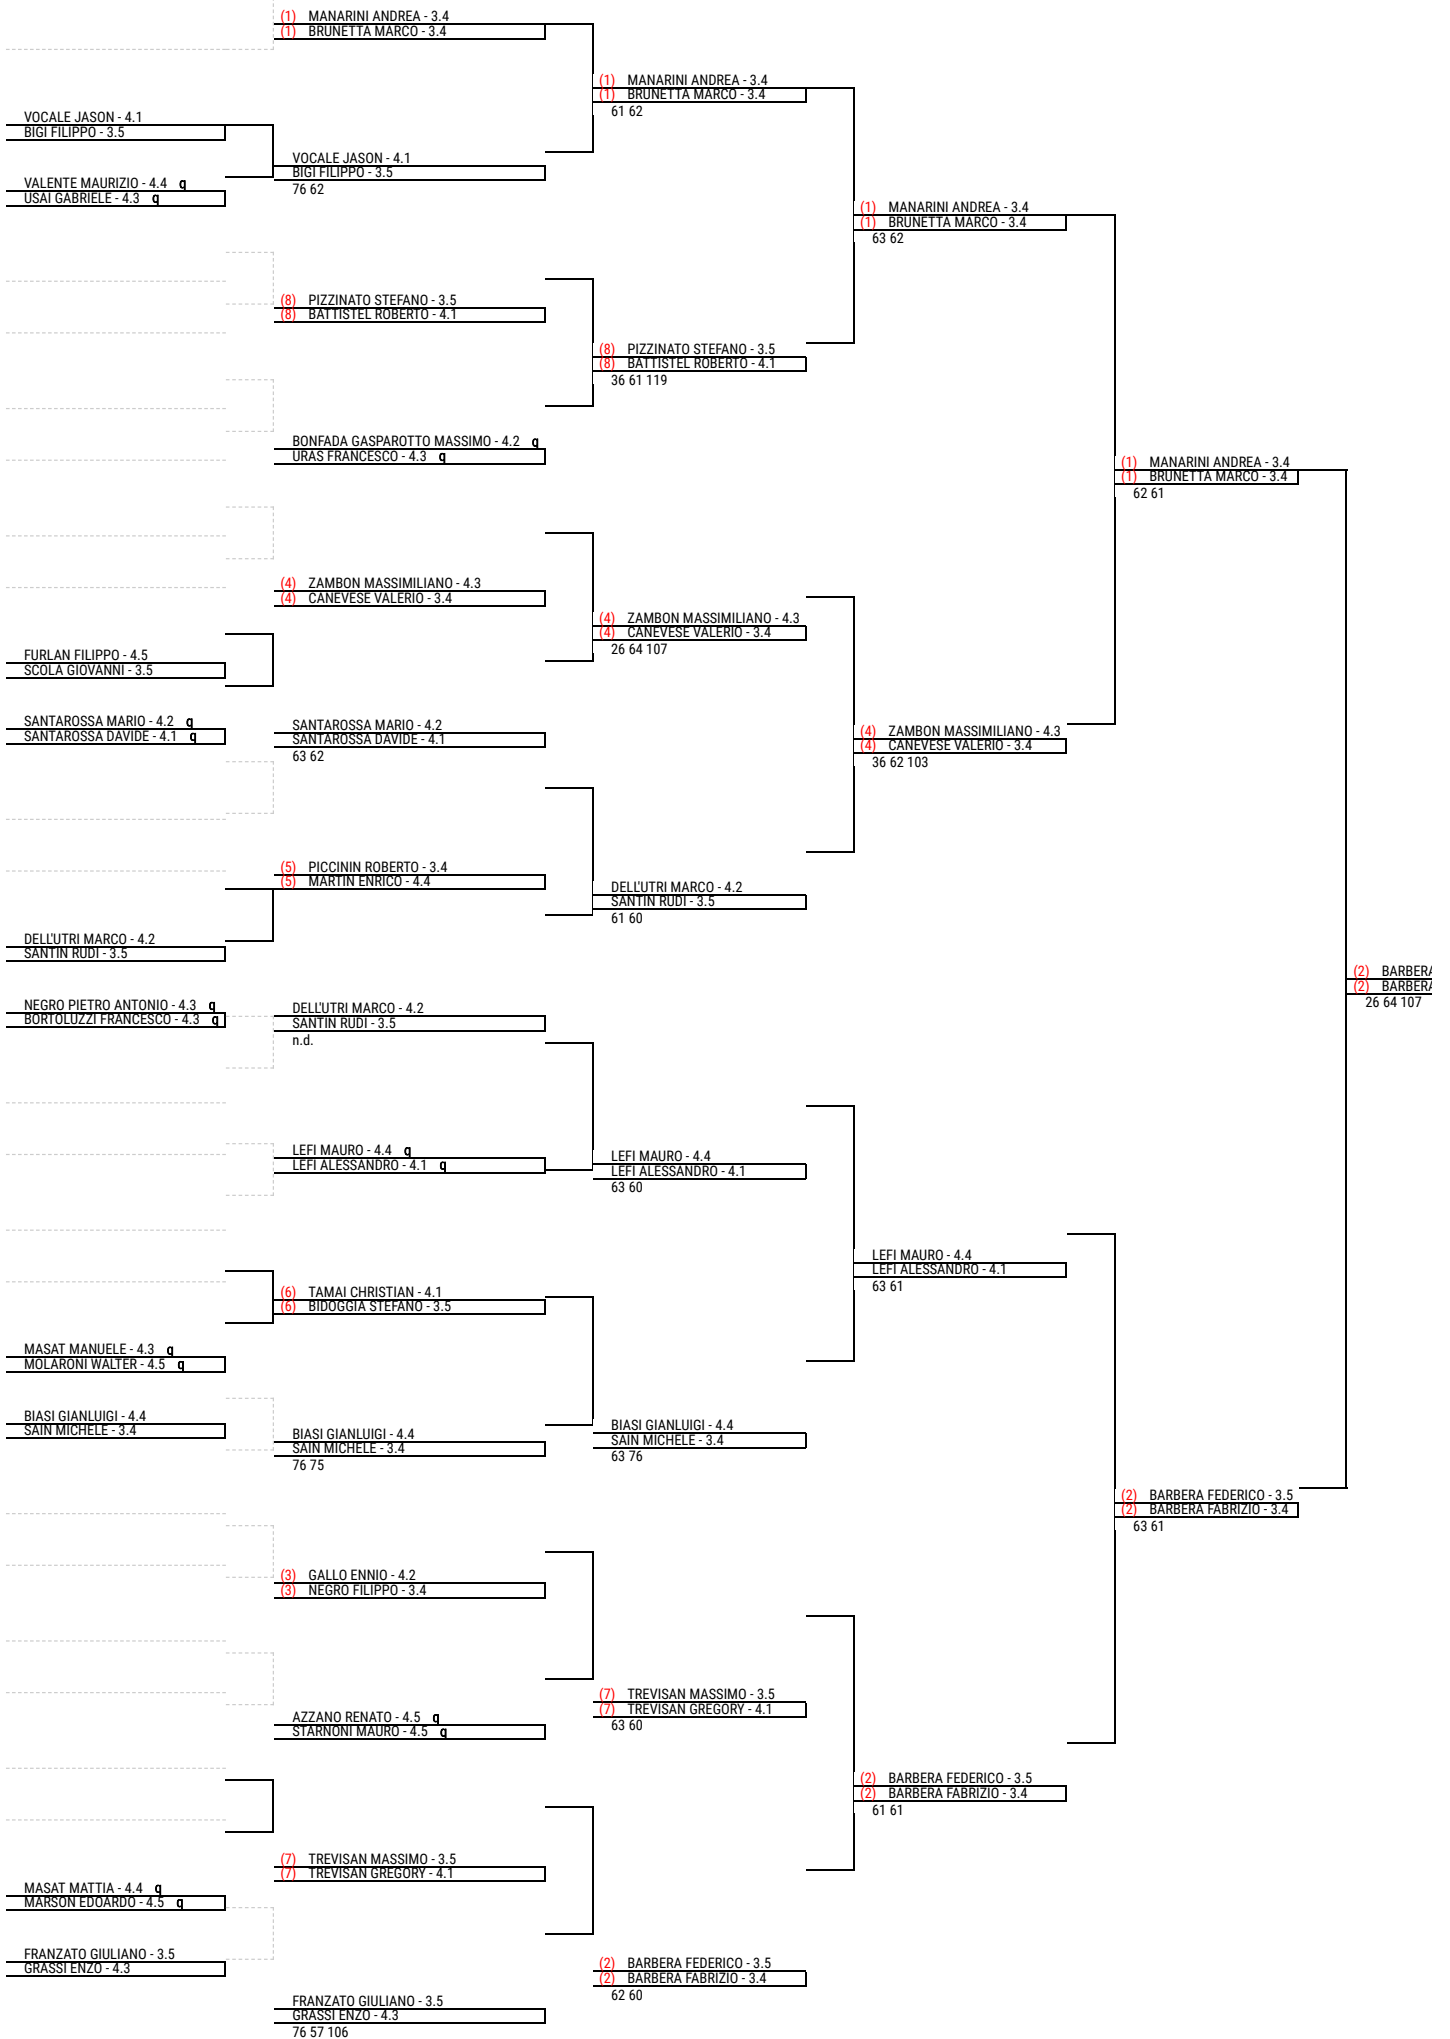 (1) MANARINI ANDREA - 3.4
(1) BRUNETTA MARCO - 3.4
(1) MANARINI ANDREA - 3.4
(1) BRUNETTA MARCO - 3.4
61 62
VOCALE JASON - 4.1
BIGI FILIPPO - 3.5
VOCALE JASON - 4.1
BIGI FILIPPO - 3.5
76 62
VALENTE MAURIZIO - 4.4 q
USAI GABRIELE - 4.3 q
(1) MANARINI ANDREA - 3.4
(1) BRUNETTA MARCO - 3.4
63 62
(8) PIZZINATO STEFANO - 3.5
(8) BATTISTEL ROBERTO - 4.1
(8) PIZZINATO STEFANO - 3.5
(8) BATTISTEL ROBERTO - 4.1
36 61 119
BONFADA GASPAROTTO MASSIMO - 4.2 q
URAS FRANCESCO - 4.3 q
(1) MANARINI ANDREA - 3.4
(1) BRUNETTA MARCO - 3.4
62 61
(4) ZAMBON MASSIMILIANO - 4.3
(4) CANEVESE VALERIO - 3.4
(4) ZAMBON MASSIMILIANO - 4.3
(4) CANEVESE VALERIO - 3.4
26 64 107
FURLAN FILIPPO - 4.5
SCOLA GIOVANNI - 3.5
SANTAROSSA MARIO - 4.2 q
SANTAROSSA DAVIDE - 4.1 q
SANTAROSSA MARIO - 4.2
SANTAROSSA DAVIDE - 4.1
63 62
(4) ZAMBON MASSIMILIANO - 4.3
(4) CANEVESE VALERIO - 3.4
36 62 103
(5) PICCININ ROBERTO - 3.4
(5) MARTIN ENRICO - 4.4
DELL'UTRI MARCO - 4.2
SANTIN RUDI - 3.5
61 60
DELL'UTRI MARCO - 4.2
SANTIN RUDI - 3.5
(2) BARBERA
(2) BARBERA
26 64 107
NEGRO PIETRO ANTONIO - 4.3 q
BORTOLUZZI FRANCESCO - 4.3 q
DELL'UTRI MARCO - 4.2
SANTIN RUDI - 3.5
n.d.
LEFI MAURO - 4.4 q
LEFI ALESSANDRO - 4.1 q
LEFI MAURO - 4.4
LEFI ALESSANDRO - 4.1
63 60
LEFI MAURO - 4.4
LEFI ALESSANDRO - 4.1
63 61
(6) TAMAI CHRISTIAN - 4.1
(6) BIDOGGIA STEFANO - 3.5
MASAT MANUELE - 4.3 q
MOLARONI WALTER - 4.5 q
BIASI GIANLUIGI - 4.4
SAIN MICHELE - 3.4
BIASI GIANLUIGI - 4.4
SAIN MICHELE - 3.4
76 75
BIASI GIANLUIGI - 4.4
SAIN MICHELE - 3.4
63 76
(2) BARBERA FEDERICO - 3.5
(2) BARBERA FABRIZIO - 3.4
63 61
(3) GALLO ENNIO - 4.2
(3) NEGRO FILIPPO - 3.4
AZZANO RENATO - 4.5 q
STARNONI MAURO - 4.5 q
(7) TREVISAN MASSIMO - 3.5
(7) TREVISAN GREGORY - 4.1
63 60
(2) BARBERA FEDERICO - 3.5
(2) BARBERA FABRIZIO - 3.4
61 61
(7) TREVISAN MASSIMO - 3.5
(7) TREVISAN GREGORY - 4.1
MASAT MATTIA - 4.4 q
MARSON EDOARDO - 4.5 q
FRANZATO GIULIANO - 3.5
GRASSI ENZO - 4.3
(2) BARBERA FEDERICO - 3.5
(2) BARBERA FABRIZIO - 3.4
62 60
FRANZATO GIULIANO - 3.5
GRASSI ENZO - 4.3
76 57 106